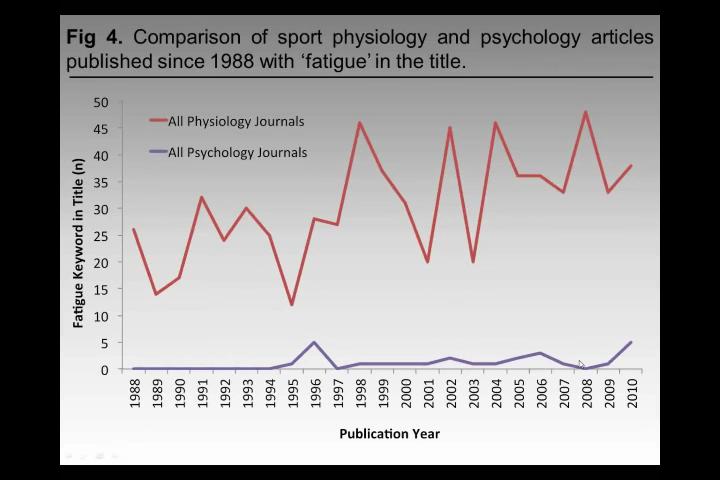 Fig 4. Comparison of sport physiology and psychology articles
published since 1988 with ‘fatigue’ in the title.
50
45
40
35
30
25
20
15
10
5
0
All Physiology Journals
All Psychology Journals
Fatigue Keyword in Title (n)
1988 1989 1990 1991 1992 1993 1994 1995 1996 1997 1998 1999 2000 2001 2002 2003 2004 2005 2006 2007 2008 2009 2010
Publication Year